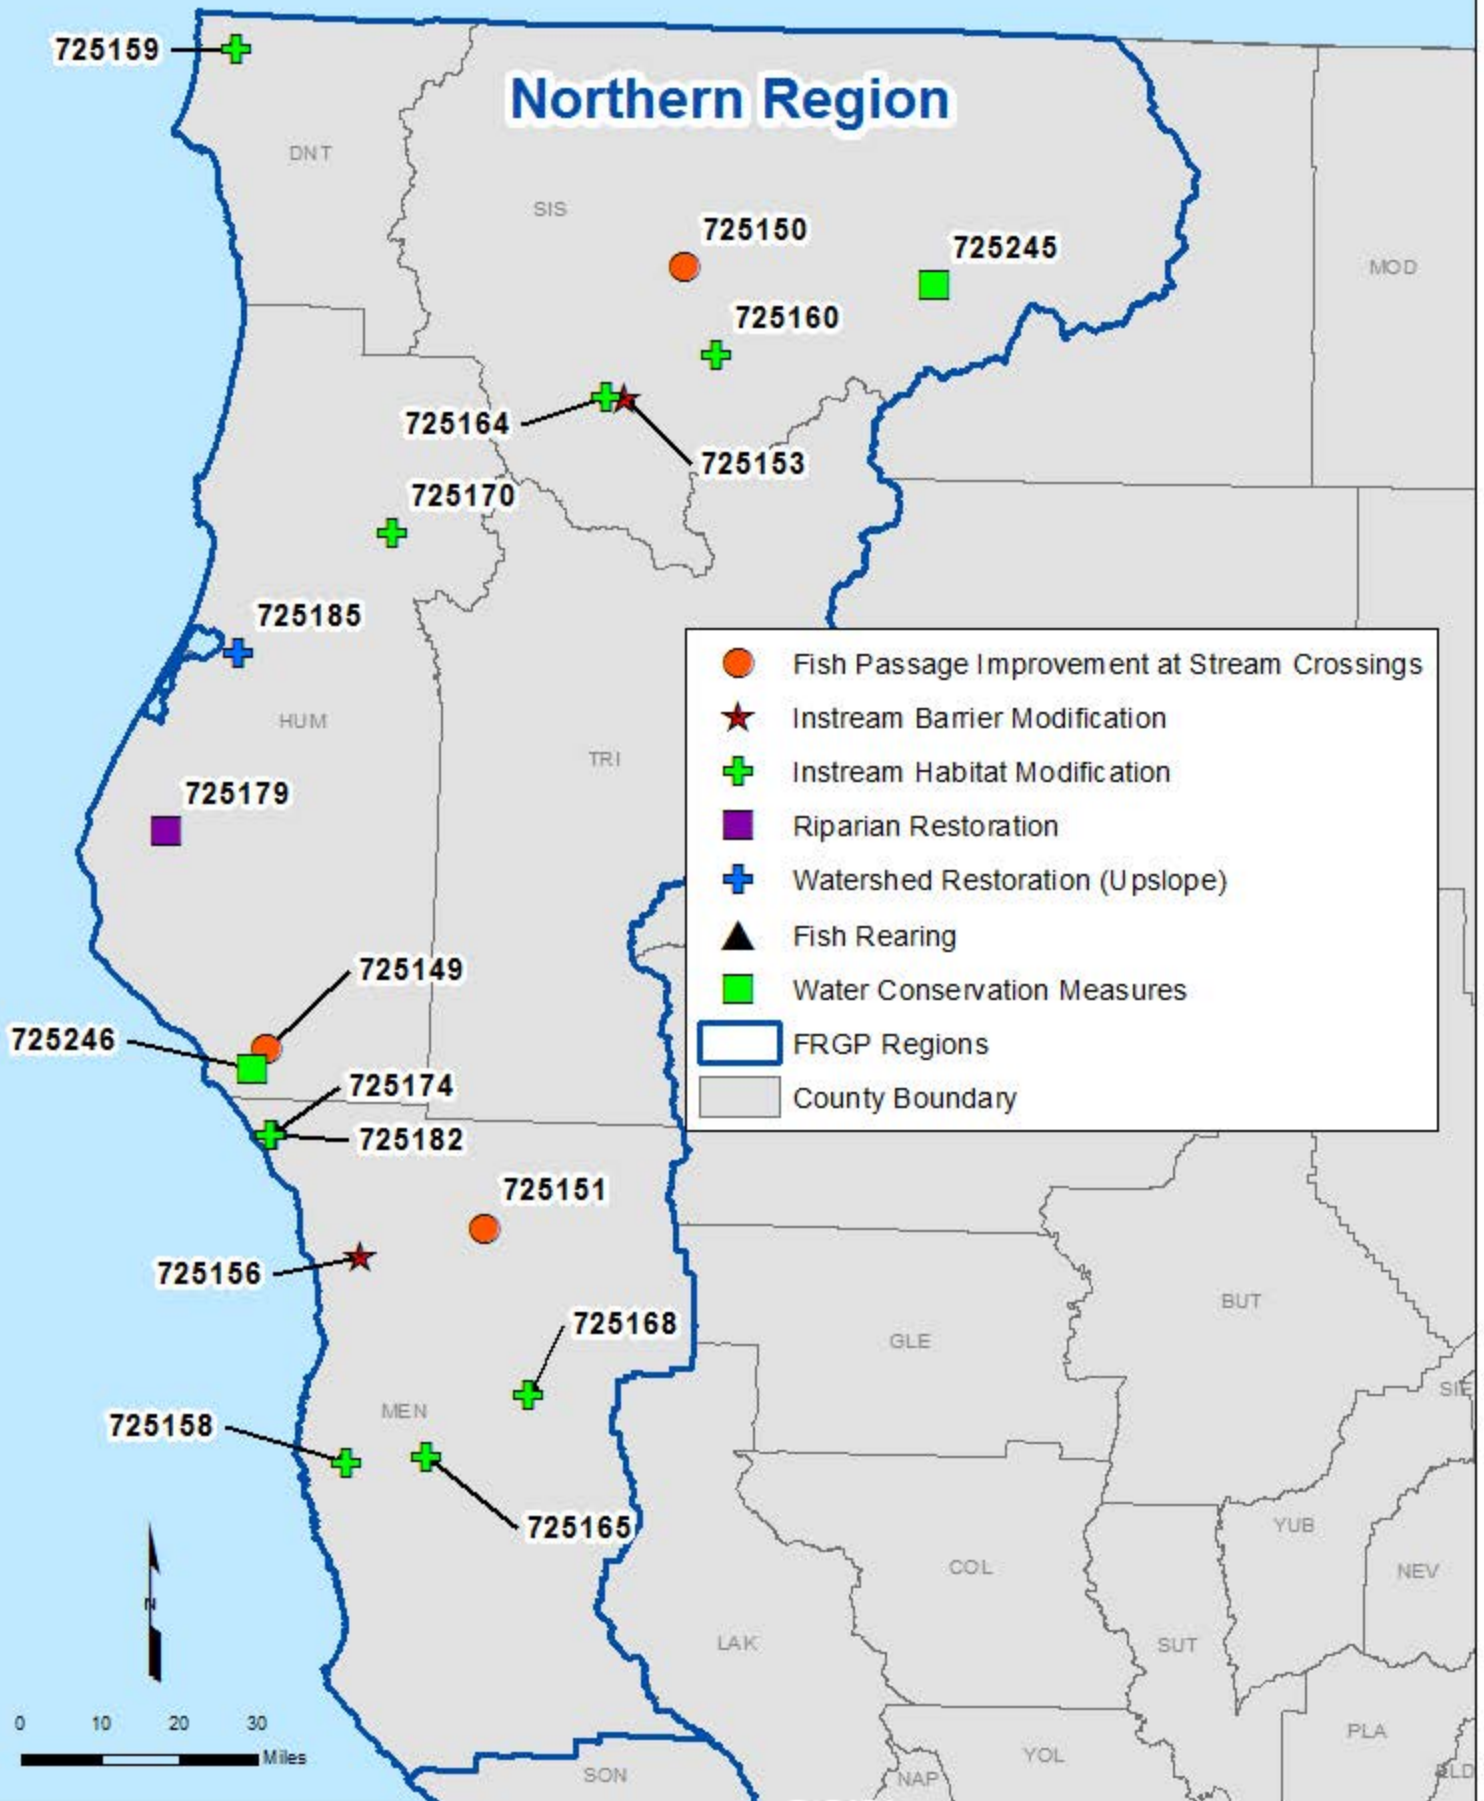 725159
Northern Region
DNT
SIS
725150
725245
MOD
725160
725164
725153
725170
725185
HUM
TRI
725179
Fish Passage Improvement at Stream Crossings
Instream Barrier Modification
Instream Habitat Modification
Riparian Restoration
Watershed Restoration (Upslope)
Fish Rearing
Water Conservation Measures
FRGP Regions
County Boundary
725149
725246
725174
725182
725151
725156
725168
BUT
GLE
SIE
MEN
725158
725165
YUB
COL
NEV
N
LAK
SUT
0 10 20 30
Miles
PLA
YOL
SON
NAP